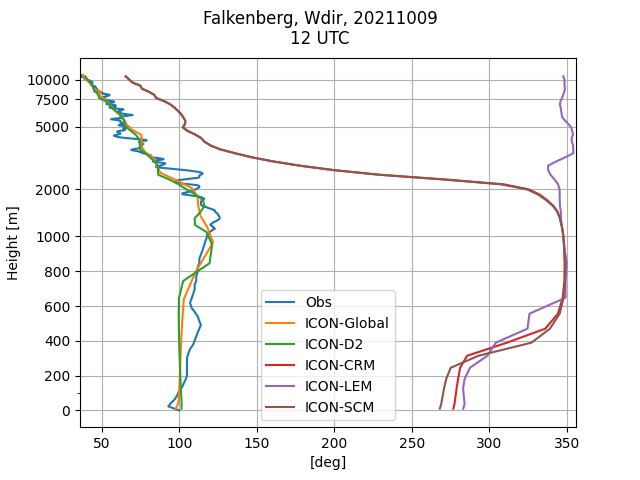 Falkenberg, Wdir, 20211009
12 UTC
10000
7500
5000
2000
1000
800
600
400
200
0
Height [m]
Obs
ICON-Global
ICON-D2
ICON-CRM
ICON-LEM
ICON-SCM
50 100 150 200 250 300 350
[deg]